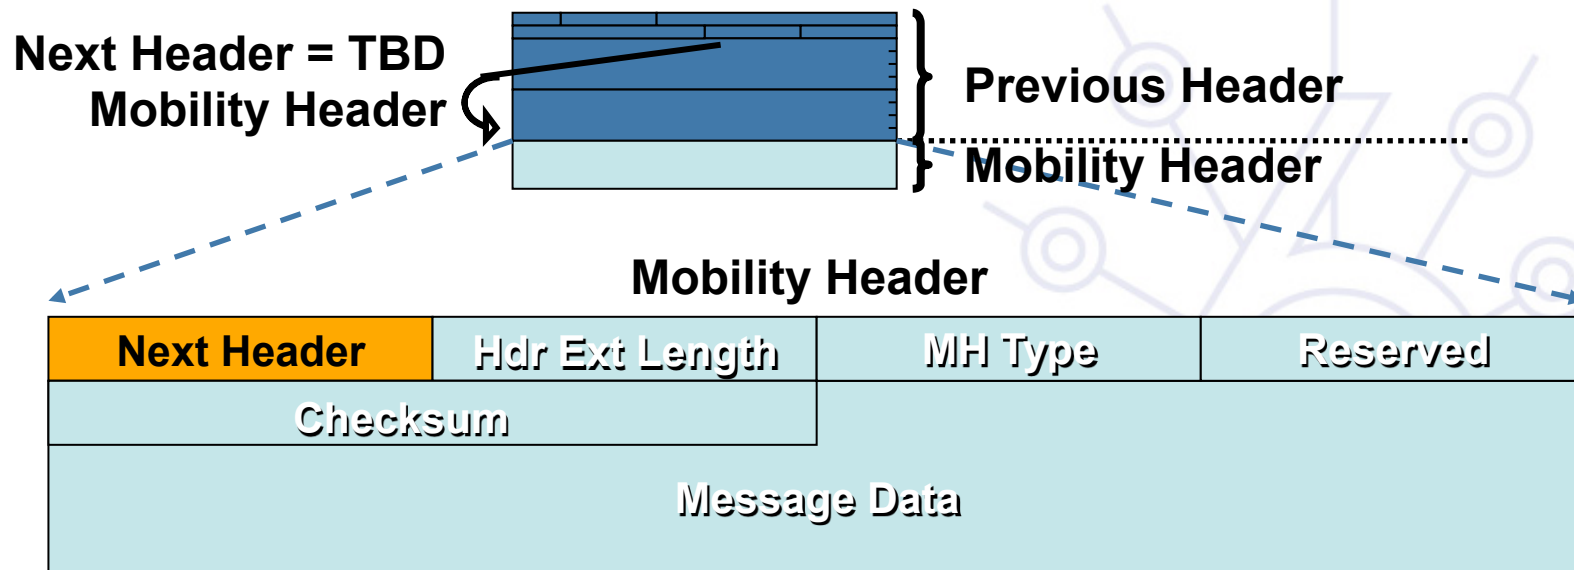 Next Header = TBD
Mobility Header
Previous Header
Mobility Header
Mobility Header
Next Header
Hdr Ext Length
MH Type
Reserved
Checksum
Message Data